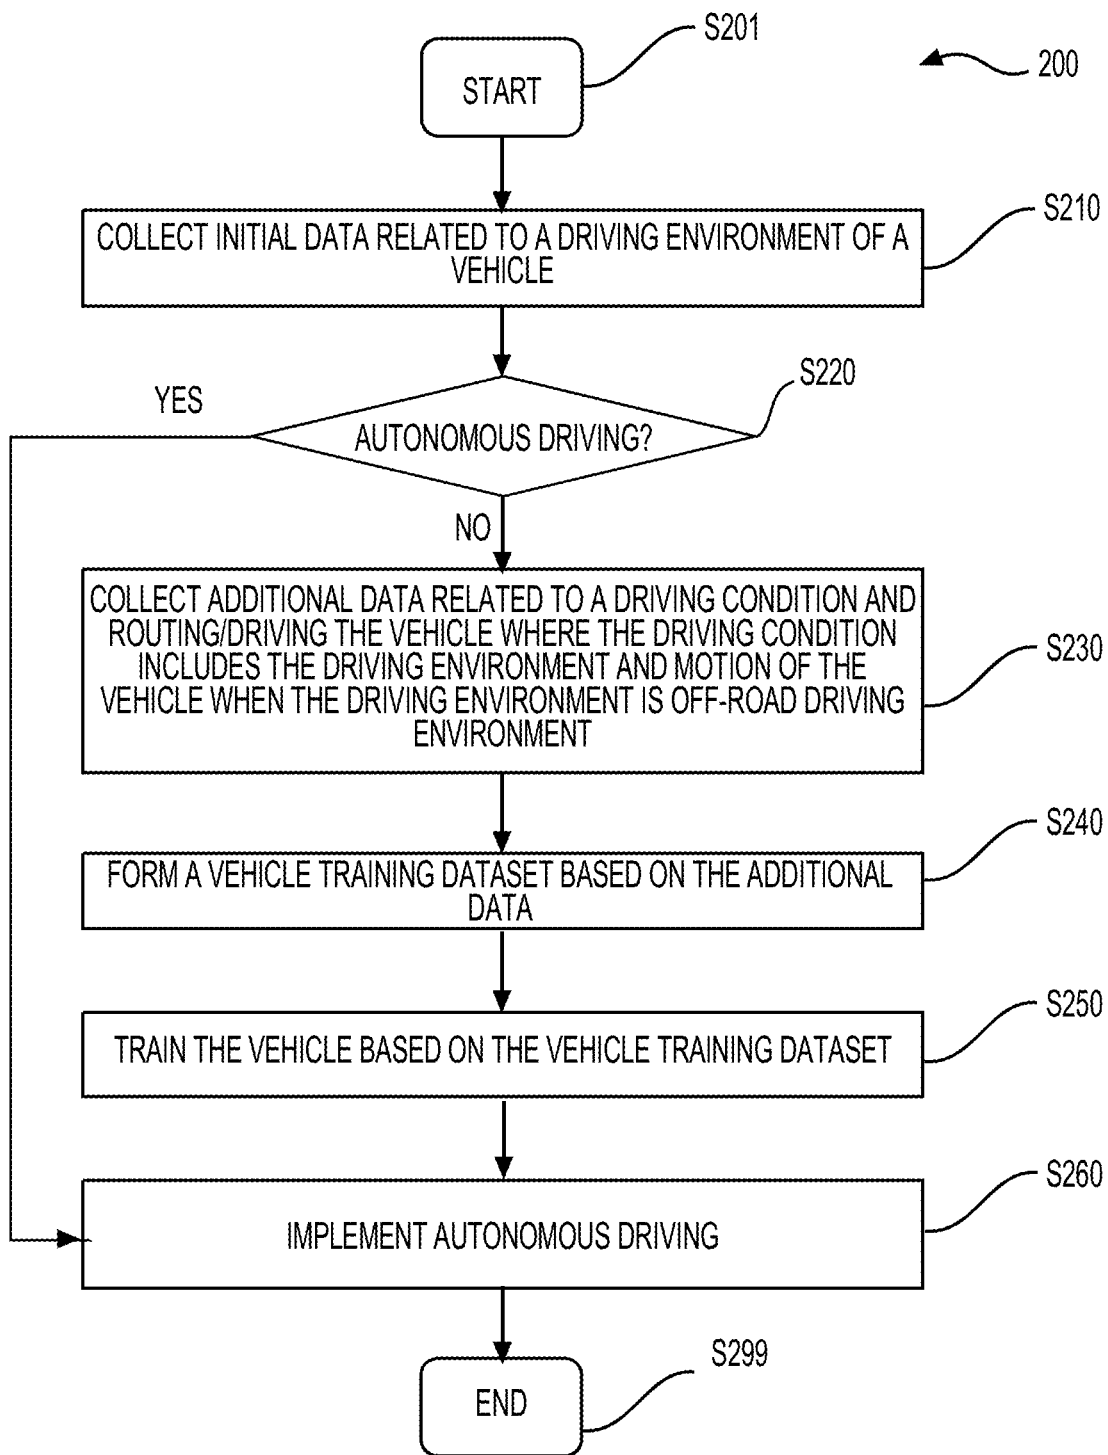 S201
200
START
S210
COLLECT INITIAL DATA RELATED TO A DRIVING ENVIRONMENT OF A
VEHICLE
S220
YES
AUTONOMOUS DRIVING?
NO
COLLECT ADDITIONAL DATA RELATED TO A DRIVING CONDITION AND
ROUTING/DRIVING THE VEHICLE WHERE THE DRIVING CONDITION
INCLUDES THE DRIVING ENVIRONMENT AND MOTION OF THE
VEHICLE WHEN THE DRIVING ENVIRONMENT IS OFF-ROAD DRIVING
ENVIRONMENT
S230
S240
FORM A VEHICLE TRAINING DATASET BASED ON THE ADDITIONAL
DATA
S250
TRAIN THE VEHICLE BASED ON THE VEHICLE TRAINING DATASET
S260
IMPLEMENT AUTONOMOUS DRIVING
S299
END